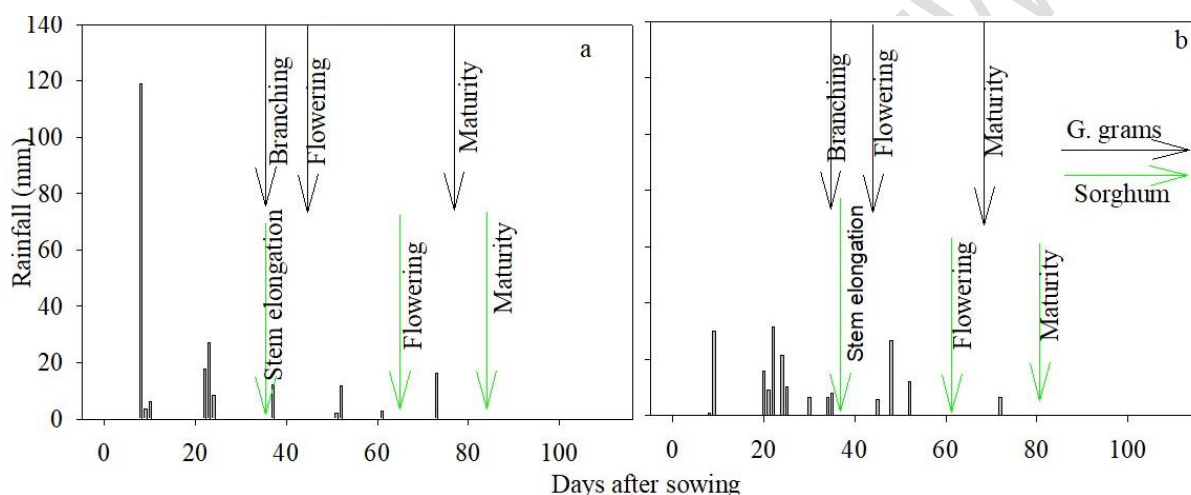 140
120
100
80
60
40
20
0
Rainfall (mm)
a
Branching
Flowering
Maturity
Stem elongation
Flowering
Maturity
0 20 40 60 80 100
b
Branching
Flowering
Maturity
G. grams
Sorghum
Stem elongation
Flowering
Maturity
0 20 40 60 80 100
Days after sowing